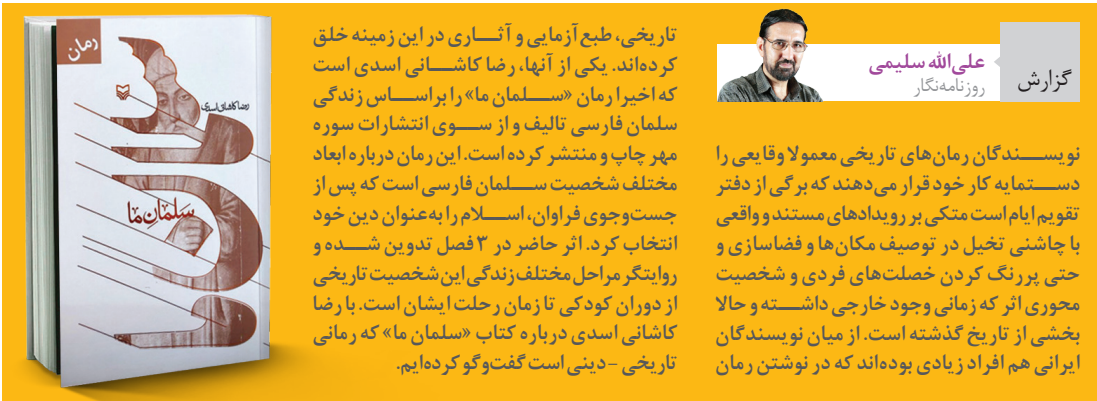 گزارش
علی‌الله سلیمی
روزنامه‌نگار
نویسندگان رمان‌های تاریخی معمولا وقایعی را
دستمایه کار خود قرار می‌دهند که برگی از دفتر
تقویم ایام است متکی بر رویدادهای مستند و واقعی
با چاشنی تخیل در توصیف مکان‌ها و فضاسازی و
حتی پررنگ کردن خصلت‌های فردی و شخصیت
محوری اثر که زمانی وجود خارجی داشته و حالا
بخشی از تاریخ گذشته است. از میان نویسندگان
ایرانی هم افراد زیادی بوده‌اند که در نوشتن رمان
تاریخی، طبع‌آزمایی و آثاری در این زمینه خلق
کرده‌اند. یکی از آنها، رضا کاشانی اسدی است
که اخیرا رمان «سلمان ما» را براساس زندگی
سلمان فارسی تالیف و از سوی انتشارات سوره
مهر چاپ و منتشر کرده است. این رمان درباره ابعاد
مختلف شخصیت سلمان فارسی است که پس از
جست‌وجوی فراوان، اسلام را به‌عنوان دین خود
انتخاب کرد. اثر حاضر در ۳ فصل تدوین شده و
روایتگر مراحل مختلف زندگی این شخصیت تاریخی
از دوران کودکی تا زمان رحلت ایشان است. با رضا
کاشانی اسدی درباره کتاب «سلمان ما» که رمانی
تاریخی - دینی است گفت‌وگو کرده‌ایم.
رمان
رضا کاشانی اسدی
سلمان ما